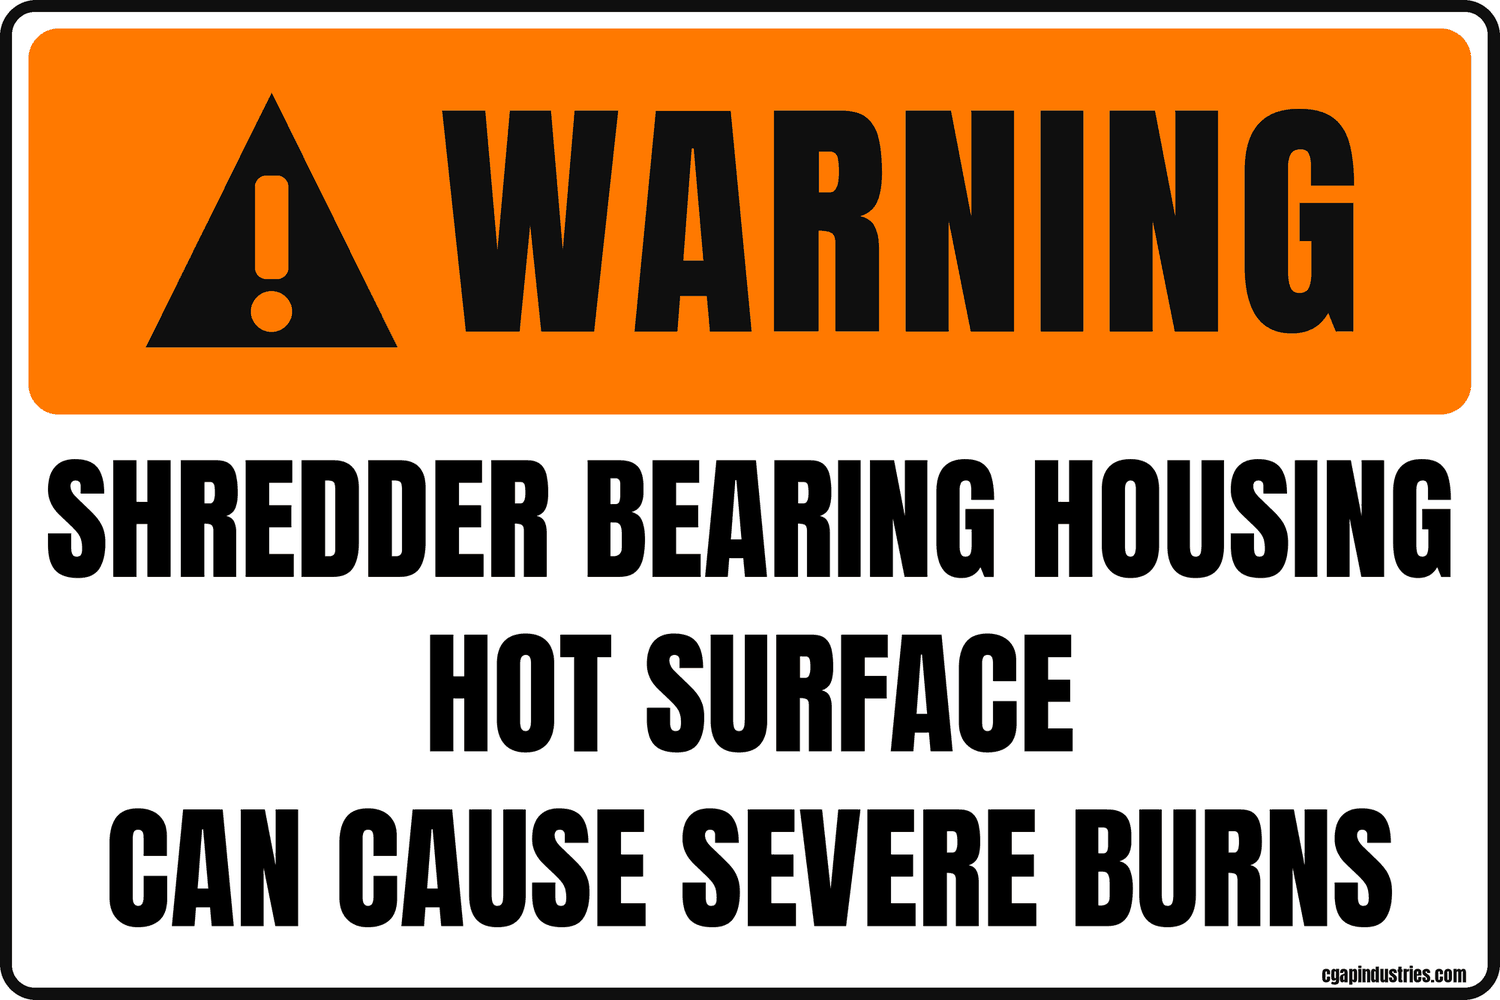 WARNING
SHREDDER BEARING HOUSING
HOT SURFACE
CAN CAUSE SEVERE BURNS
cgapindustries.com